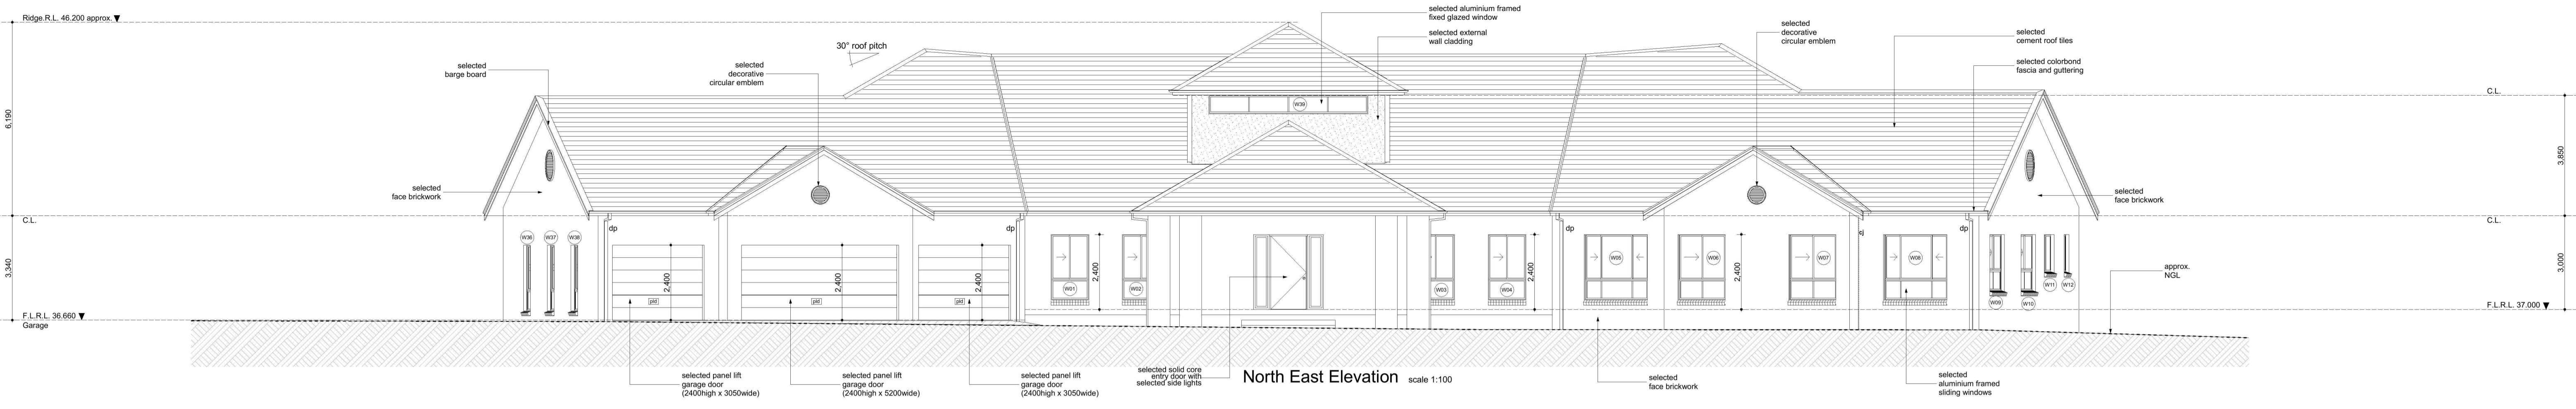 Ridge.R.L. 46.200 approx.
6,190
C.L.
3,340
F.L.R.L. 36.660
Garage
selected
barge board
selected
face brickwork
30° roof pitch
selected
decorative
circular emblem
selected aluminium framed
fixed glazed window
selected external
wall cladding
selected
decorative
circular emblem
selected
cement roof tiles
selected colorbond
fascia and guttering
selected
face brickwork
C.L.
3,850
C.L.
3,000
F.L.R.L. 37.000
approx.
NGL
W39
W36
W37
W38
dp
2,400
pld
2,400
pld
2,400
pld
dp
W01
2,400
W02
W03
W04
2,400
dp
W05
W06
2,400
W07
cj
W08
dp
W09
W10
W11
W12
selected panel lift
garage door
(2400high x 3050wide)
selected panel lift
garage door
(2400high x 5200wide)
selected panel lift
garage door
(2400high x 3050wide)
selected solid core
entry door with
selected side lights
North East Elevation scale 1:100
selected
face brickwork
selected
aluminium framed
sliding windows